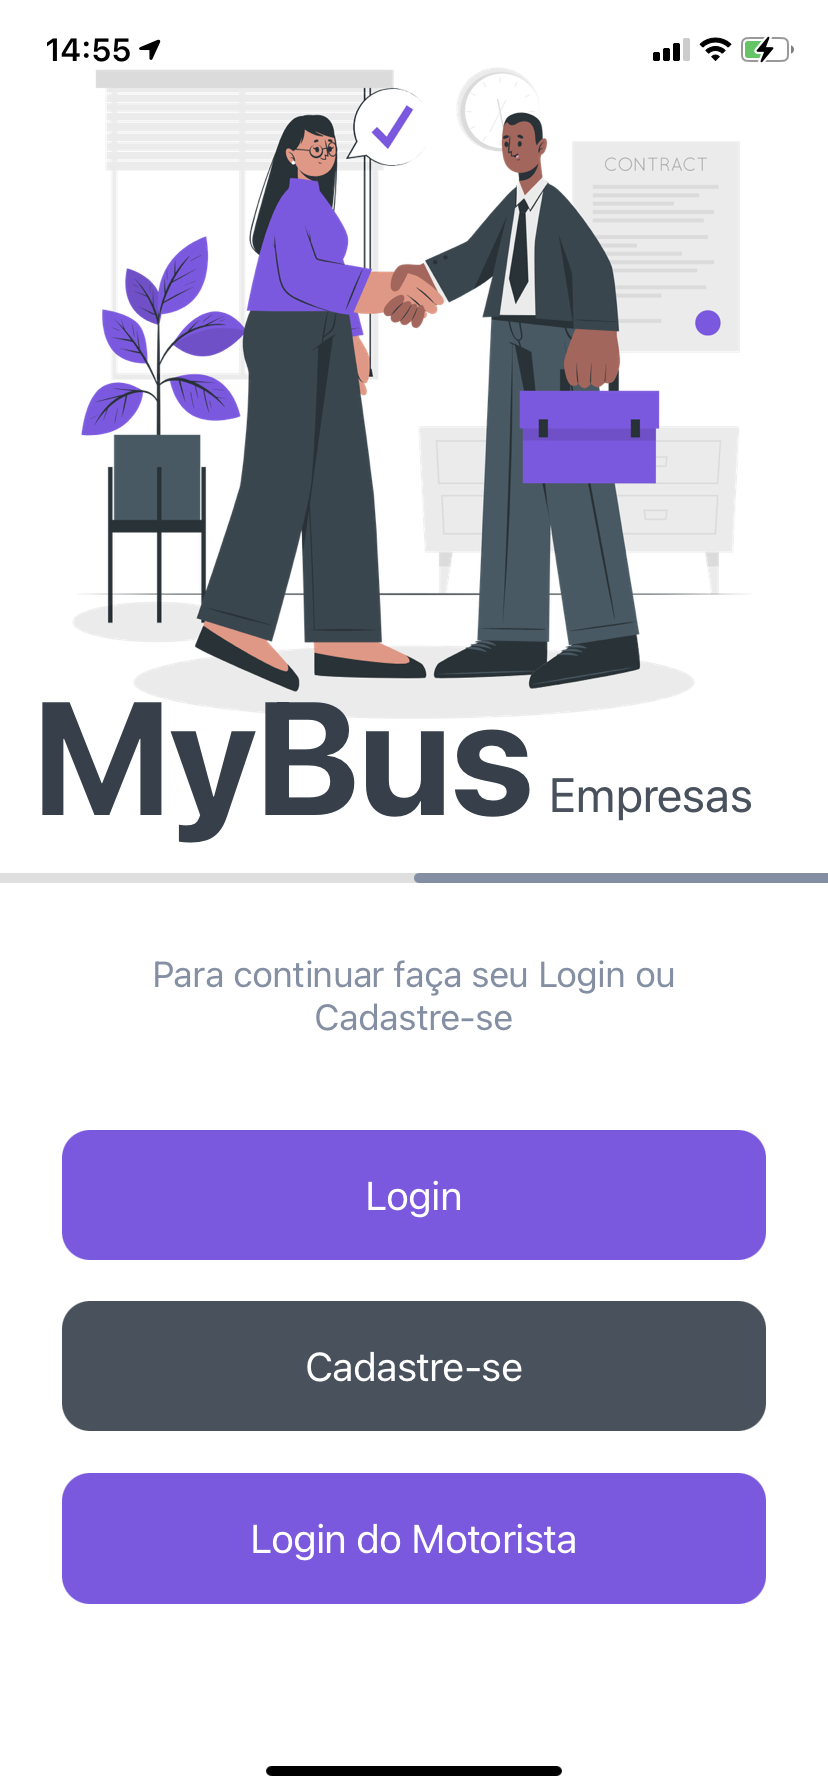 14:55
CONTRACT
MyBus Empresas
Para continuar faça seu Login ou
Cadastre-se
Login
Cadastre-se
Login do Motorista